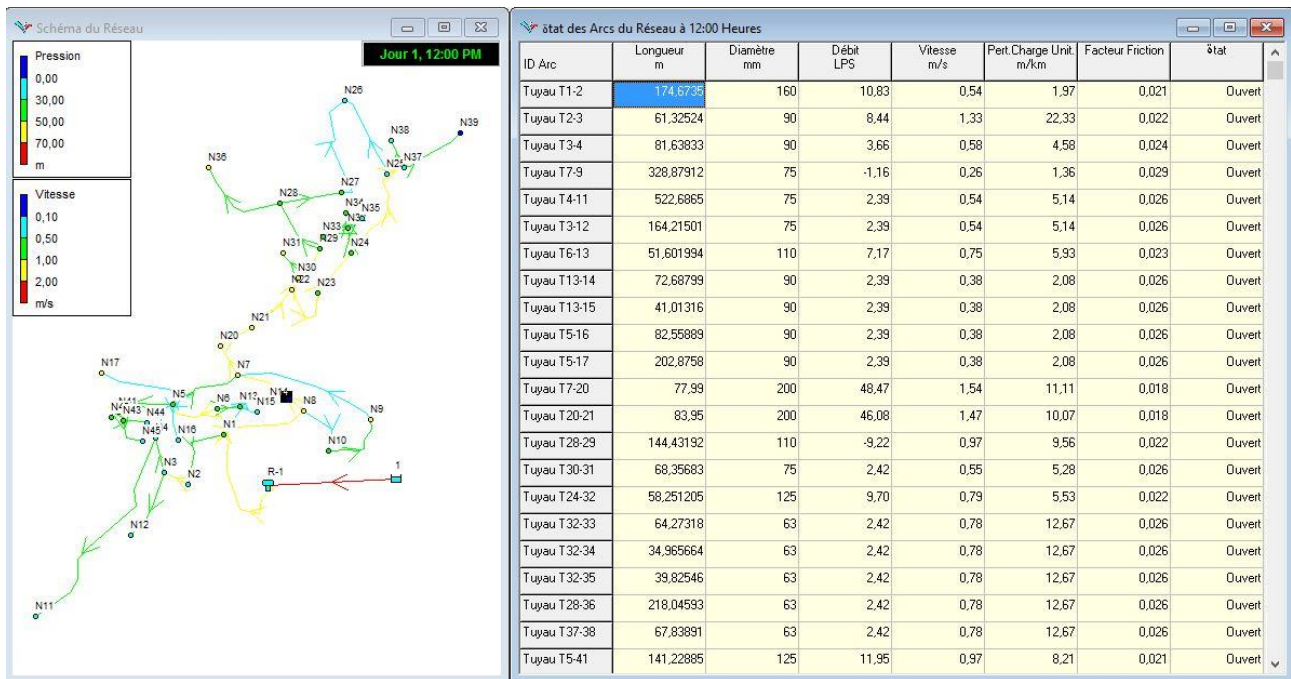 Schéma du Réseau
Jour 1, 12:00 PM
Pression
0,00
30,00
50,00
70,00
m
Vitesse
0,10
0,50
1,00
2,00
m/s
N26
N38
N39
N37
N25
N36
N27
N28
N34
N35
N33
N29
N24
N31
N30
N22
N23
N21
N20
N7
N17
N5
N6
N13
N15
N14
N8
N9
N43
N44
N45
N16
N1
N10
N3
N2
R-1
1
N12
N11
ötat des Arcs du Réseau à 12:00 Heures
ID Arc Longueur m Diamètre mm Débit LPS Vitesse m/s Pert.Charge Unit. m/km Facteur Friction ötat
Tuyau T1-2 174,6735 160 10,83 0,54 1,97 0,021 Ouvert
Tuyau T2-3 61,32524 90 8,44 1,33 22,33 0,022 Ouvert
Tuyau T3-4 81,63833 90 3,66 0,58 4,58 0,024 Ouvert
Tuyau T7-9 328,87912 75 -1,16 0,26 1,36 0,029 Ouvert
Tuyau T4-11 522,6865 75 2,39 0,54 5,14 0,026 Ouvert
Tuyau T3-12 164,21501 75 2,39 0,54 5,14 0,026 Ouvert
Tuyau T6-13 51,601994 110 7,17 0,75 5,93 0,023 Ouvert
Tuyau T13-14 72,68799 90 2,39 0,38 2,08 0,026 Ouvert
Tuyau T13-15 41,01316 90 2,39 0,38 2,08 0,026 Ouvert
Tuyau T5-16 82,55889 90 2,39 0,38 2,08 0,026 Ouvert
Tuyau T5-17 202,8758 90 2,39 0,38 2,08 0,026 Ouvert
Tuyau T7-20 77,99 200 48,47 1,54 11,11 0,018 Ouvert
Tuyau T20-21 83,95 200 46,08 1,47 10,07 0,018 Ouvert
Tuyau T28-29 144,43192 110 -9,22 0,97 9,56 0,022 Ouvert
Tuyau T30-31 68,35683 75 2,42 0,55 5,28 0,026 Ouvert
Tuyau T24-32 58,251205 125 9,70 0,79 5,53 0,022 Ouvert
Tuyau T32-33 64,27318 63 2,42 0,78 12,67 0,026 Ouvert
Tuyau T32-34 34,965664 63 2,42 0,78 12,67 0,026 Ouvert
Tuyau T32-35 39,82546 63 2,42 0,78 12,67 0,026 Ouvert
Tuyau T28-36 218,04593 63 2,42 0,78 12,67 0,026 Ouvert
Tuyau T37-38 67,83891 63 2,42 0,78 12,67 0,026 Ouvert
Tuyau T5-41 141,22885 125 11,95 0,97 8,21 0,021 Ouvert